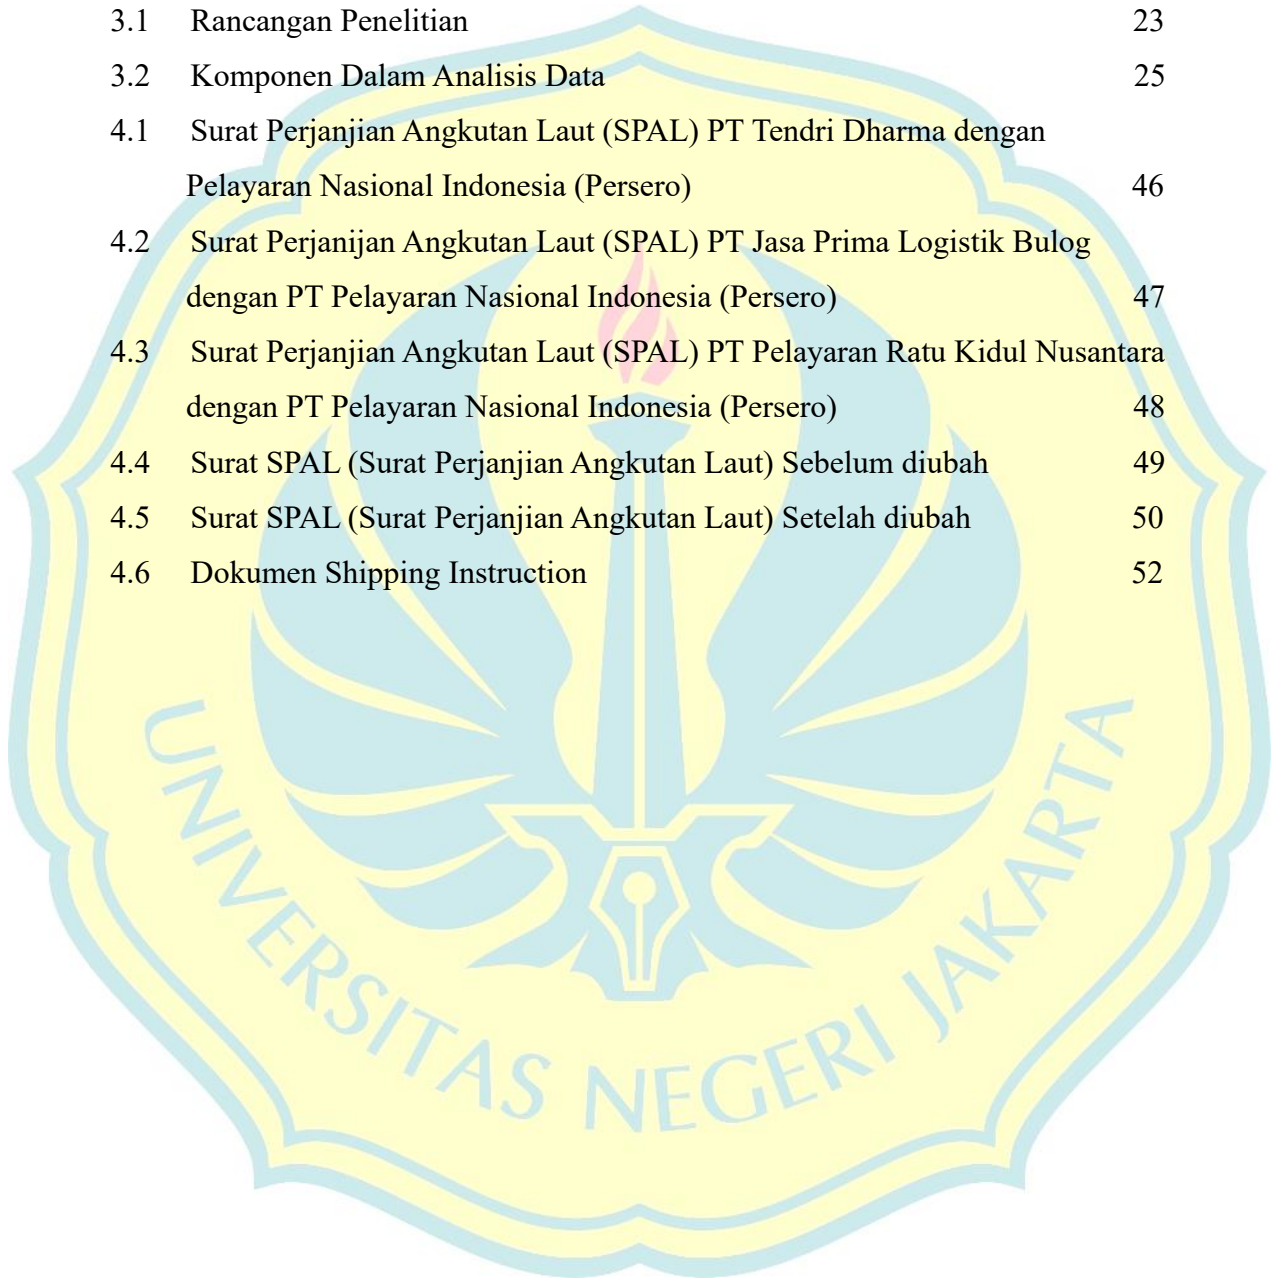 3.1 Rancangan Penelitian 23
3.2 Komponen Dalam Analisis Data 25
4.1 Surat Perjanjian Angkutan Laut (SPAL) PT Tendri Dharma dengan
Pelayaran Nasional Indonesia (Persero) 46
4.2 Surat Perjanijan Angkutan Laut (SPAL) PT Jasa Prima Logistik Bulog
dengan PT Pelayaran Nasional Indonesia (Persero) 47
4.3 Surat Perjanjian Angkutan Laut (SPAL) PT Pelayaran Ratu Kidul Nusantara
dengan PT Pelayaran Nasional Indonesia (Persero) 48
4.4 Surat SPAL (Surat Perjanjian Angkutan Laut) Sebelum diubah 49
4.5 Surat SPAL (Surat Perjanjian Angkutan Laut) Setelah diubah 50
4.6 Dokumen Shipping Instruction 52
UNIVERSITAS NEGERI JAKARTA